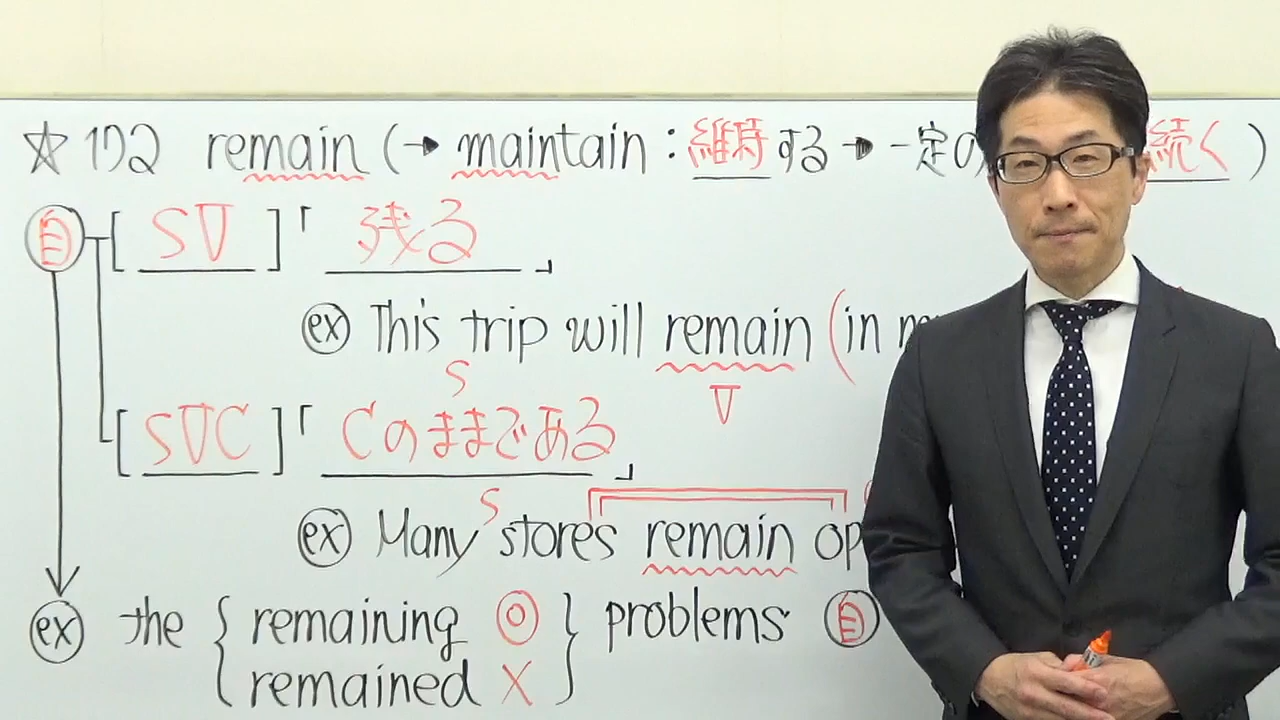 ☆192 remain (→ maintain : 維持する → 一定の 続く)
自 [ SV ]「 残る 」
ex This trip will remain (in
S V
[ SVC ]「 Cのままである 」
S
ex Many stores remain op
ex the { remaining ◎ } problems 自
remained ×